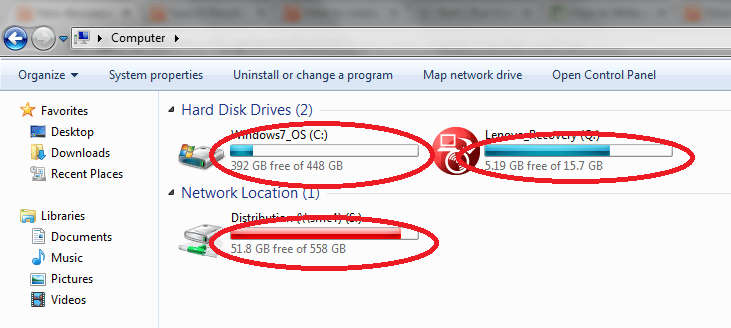 Computer
Organize
System properties
Uninstall or change a program
Map network drive
Open Control Panel
Favorites
Desktop
Downloads
Recent Places
Libraries
Documents
Music
Pictures
Videos
Hard Disk Drives (2)
Windows7_OS (C:)
392 GB free of 448 GB
Lenovo_Recovery (Q:)
5.19 GB free of 15.7 GB
Network Location (1)
Distribution
51.8 GB free of 558 GB